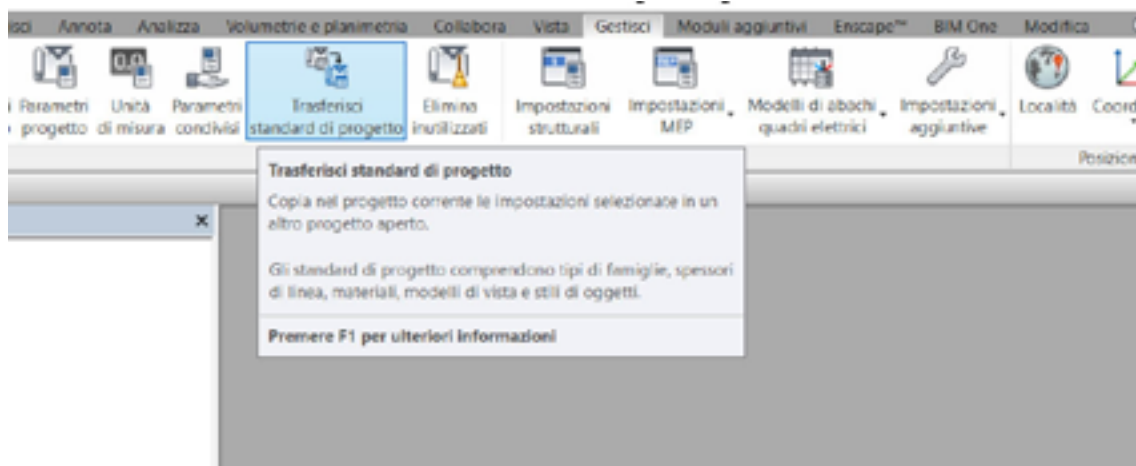 isci Annota Analizza Volumetrie e planimetria Collabora Vista Gestisci Moduli aggiuntivi Enscape™ BIM One Modifica
i Parametri Unità Parametri Trasferisci Elimina Impostazioni Impostazioni Modelli di abachi Impostazioni Località Coord
progetto di misura condivisi standard di progetto inutilizzati strutturali MEP quadri elettrici aggiuntive
Posizion
Trasferisci standard di progetto
Copia nel progetto corrente le impostazioni selezionate in un
altro progetto aperto.
Gli standard di progetto comprendono tipi di famiglie, spessori
di linea, materiali, modelli di vista e stili di oggetti.
Premere F1 per ulteriori informazioni